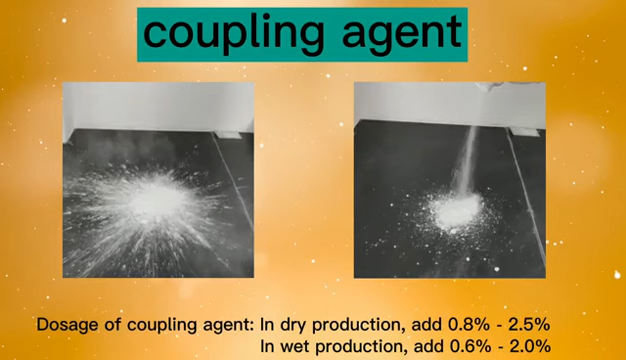 coupling agent
Dosage of coupling agent: In dry production, add 0.8% - 2.5%
In wet production, add 0.6% - 2.0%